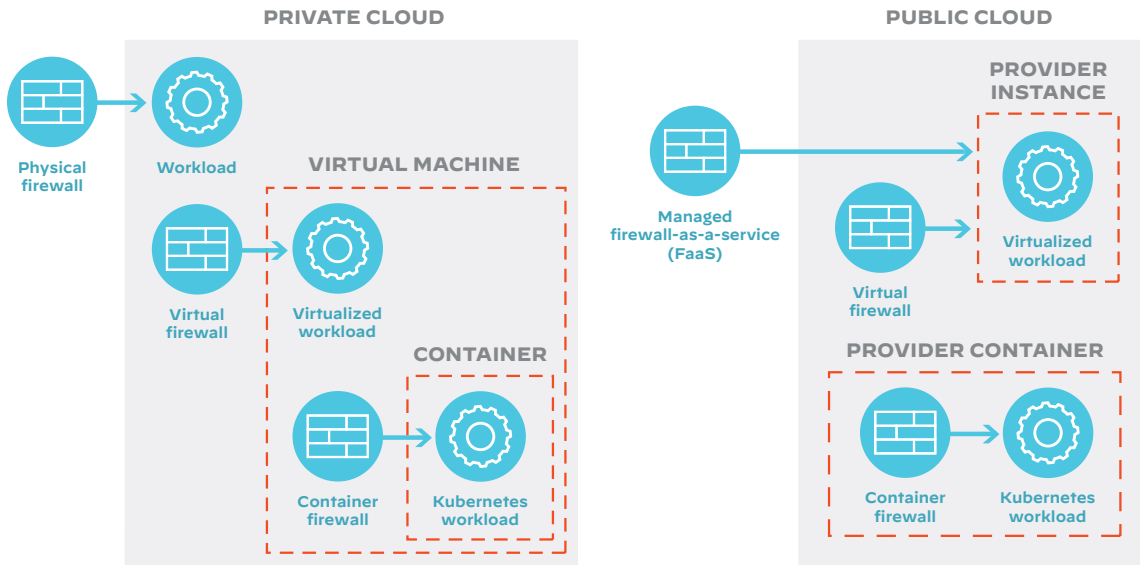 PRIVATE CLOUD
Physical
firewall
Workload
VIRTUAL MACHINE
Virtual
firewall
Virtualized
workload
CONTAINER
Container
firewall
Kubernetes
workload
PUBLIC CLOUD
PROVIDER
INSTANCE
Managed
firewall-as-a-service
(FaaS)
Virtualized
workload
Virtual
firewall
PROVIDER CONTAINER
Container
firewall
Kubernetes
workload